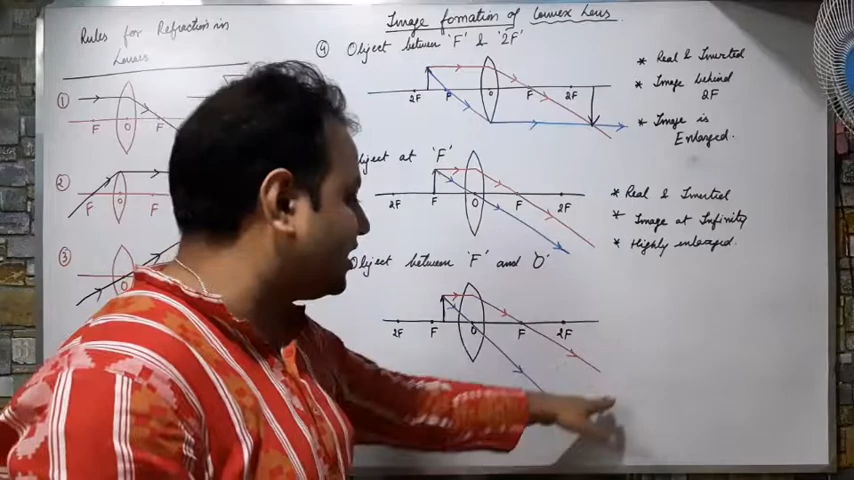 Image fomation of Convex Lens
Rules for Refraction in
Lenses
①
F O F
②
F O F
③
④ Object between 'F' & '2F'
2F F O F 2F
* Real & Inverted
* Image behind
2F
* Image is
Enlarged.
bject at 'F'
2F F O F 2F
* Real & Inverted
* Image at Infinity
* Highly enlarged.
Object between 'F' and 'O'
2F F O F 2F